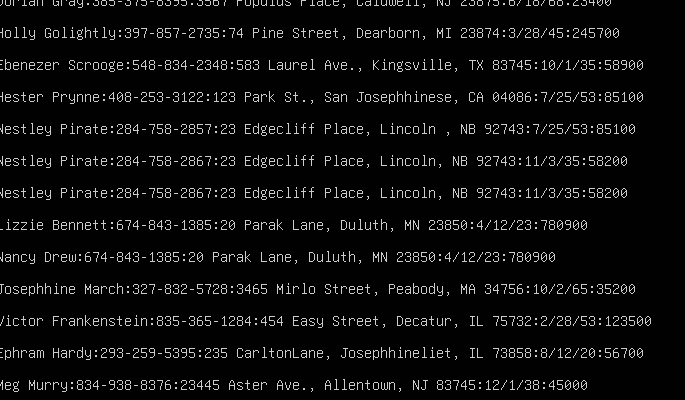 Dorian Gray:385-375-8395:3567 Populus Place, Caldwell, NJ 23875:6/18/68:23400
Holly Golightly:397-857-2735:74 Pine Street, Dearborn, MI 23874:3/28/45:245700
Ebenezer Scrooge:548-834-2348:583 Laurel Ave., Kingsville, TX 83745:10/1/35:58900
Hester Prynne:408-253-3122:123 Park St., San Josephhinese, CA 04086:7/25/53:85100
Nestley Pirate:284-758-2857:23 Edgecliff Place, Lincoln , NB 92743:7/25/53:85100
Nestley Pirate:284-758-2867:23 Edgecliff Place, Lincoln, NB 92743:11/3/35:58200
Nestley Pirate:284-758-2867:23 Edgecliff Place, Lincoln, NB 92743:11/3/35:58200
Lizzie Bennett:674-843-1385:20 Parak Lane, Duluth, MN 23850:4/12/23:780900
Nancy Drew:674-843-1385:20 Parak Lane, Duluth, MN 23850:4/12/23:780900
Josephhine March:327-832-5728:3465 Mirlo Street, Peabody, MA 34756:10/2/65:35200
Victor Frankenstein:835-365-1284:454 Easy Street, Decatur, IL 75732:2/28/53:123500
Ephram Hardy:293-259-5395:235 CarltonLane, Josephhineliet, IL 73858:8/12/20:56700
Meg Murry:834-938-8376:23445 Aster Ave., Allentown, NJ 83745:12/1/38:45000